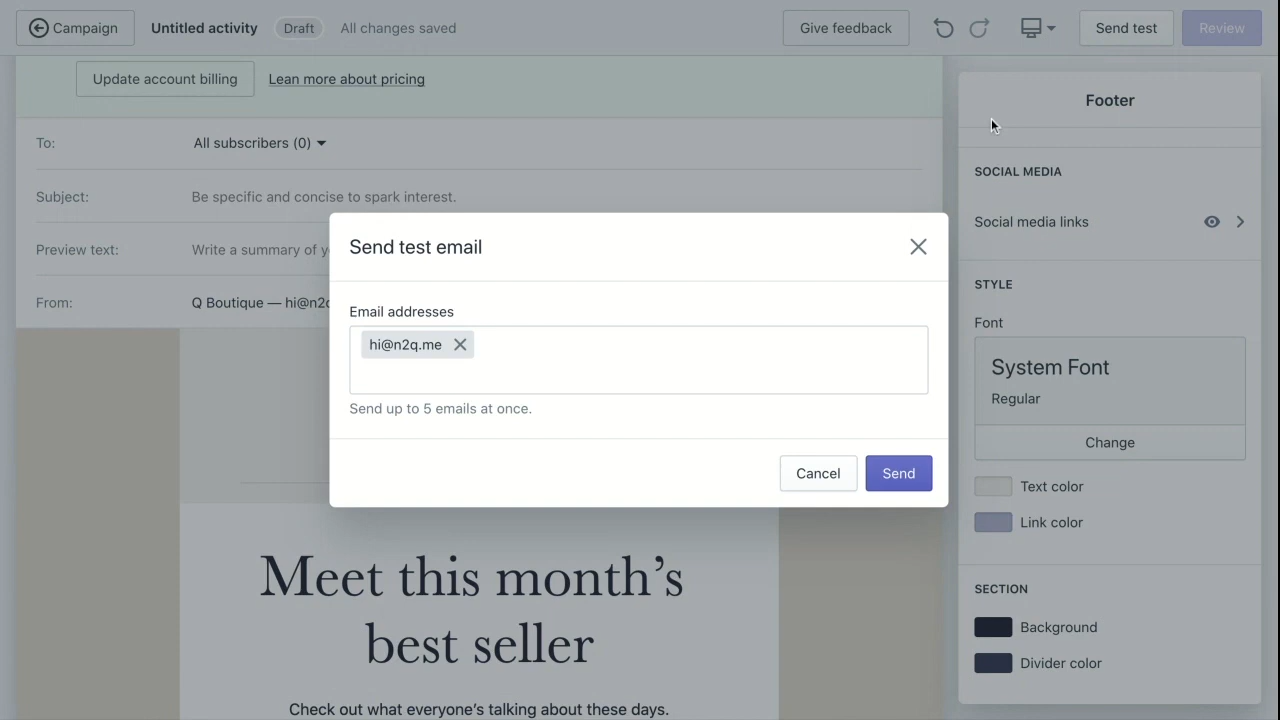 Campaign
Untitled activity
Draft
All changes saved
Give feedback
Send test
Review
Update account billing
Lean more about pricing
To:
All subscribers (0)
Subject:
Be specific and concise to spark interest.
Preview text:
Write a summary of
From:
Q Boutique — hi@n2
Send test email
Email addresses
hi@n2q.me
Send up to 5 emails at once.
Cancel
Send
Meet this month’s
best seller
Check out what everyone’s talking about these days.
Footer
SOCIAL MEDIA
Social media links
STYLE
Font
System Font
Regular
Change
Text color
Link color
SECTION
Background
Divider color